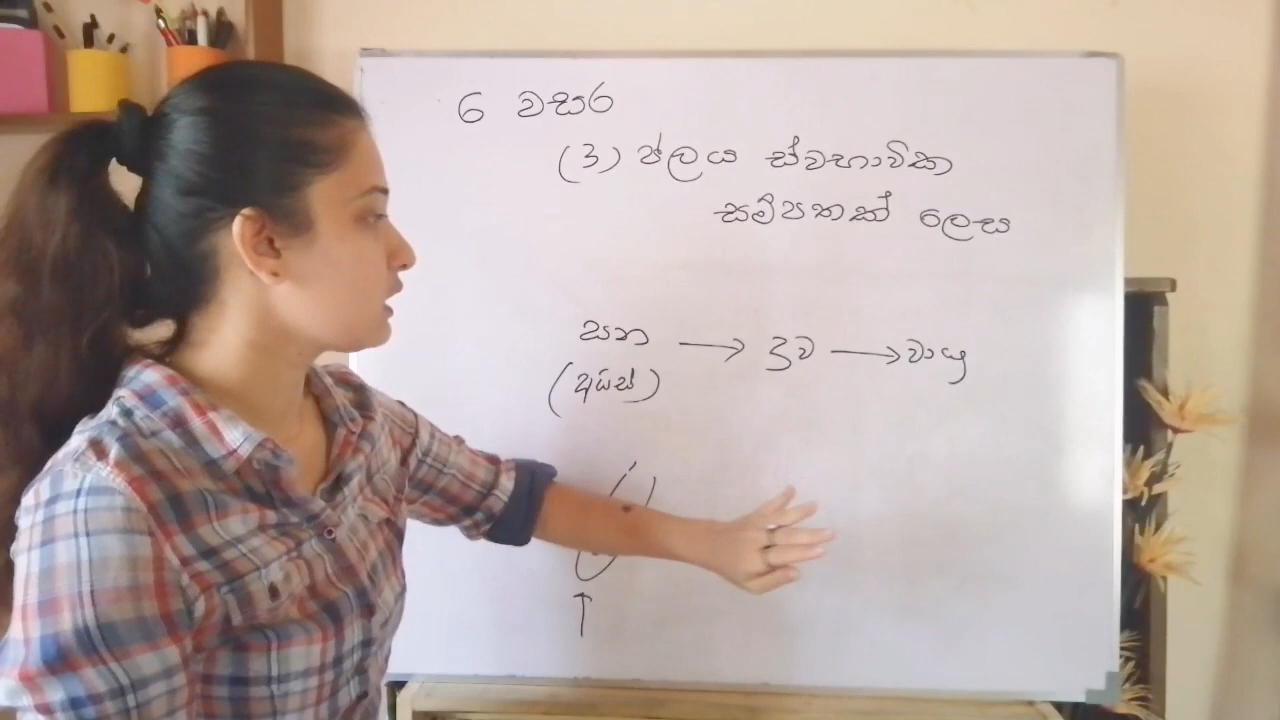 6 වසර
(3) ජලය ස්වභාවික
සම්පතක් ලෙස
ඝන → ද්‍රව → වායු
(අයිස්)